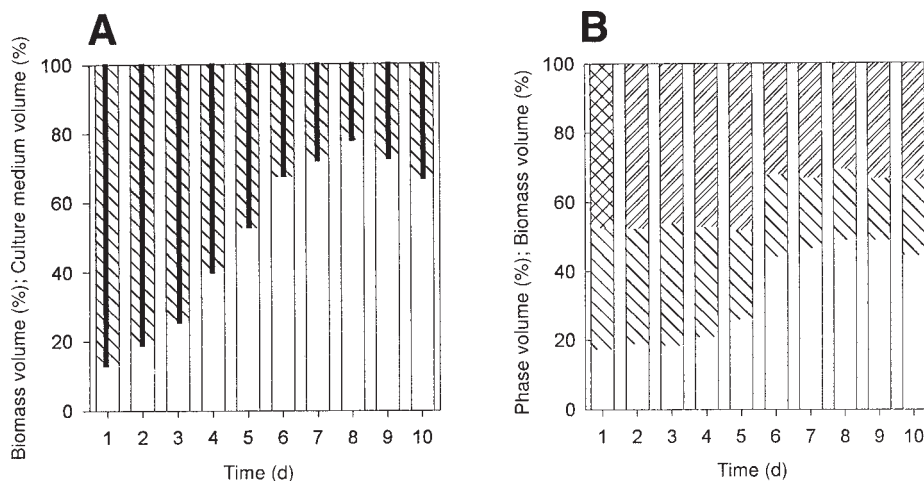 A
Biomass volume (%); Culture medium volume (%)
100
80
60
40
20
0
1 2 3 4 5 6 7 8 9 10
Time (d)
B
Phase volume (%); Biomass volume (%)
100
80
60
40
20
0
1 2 3 4 5 6 7 8 9 10
Time (d)